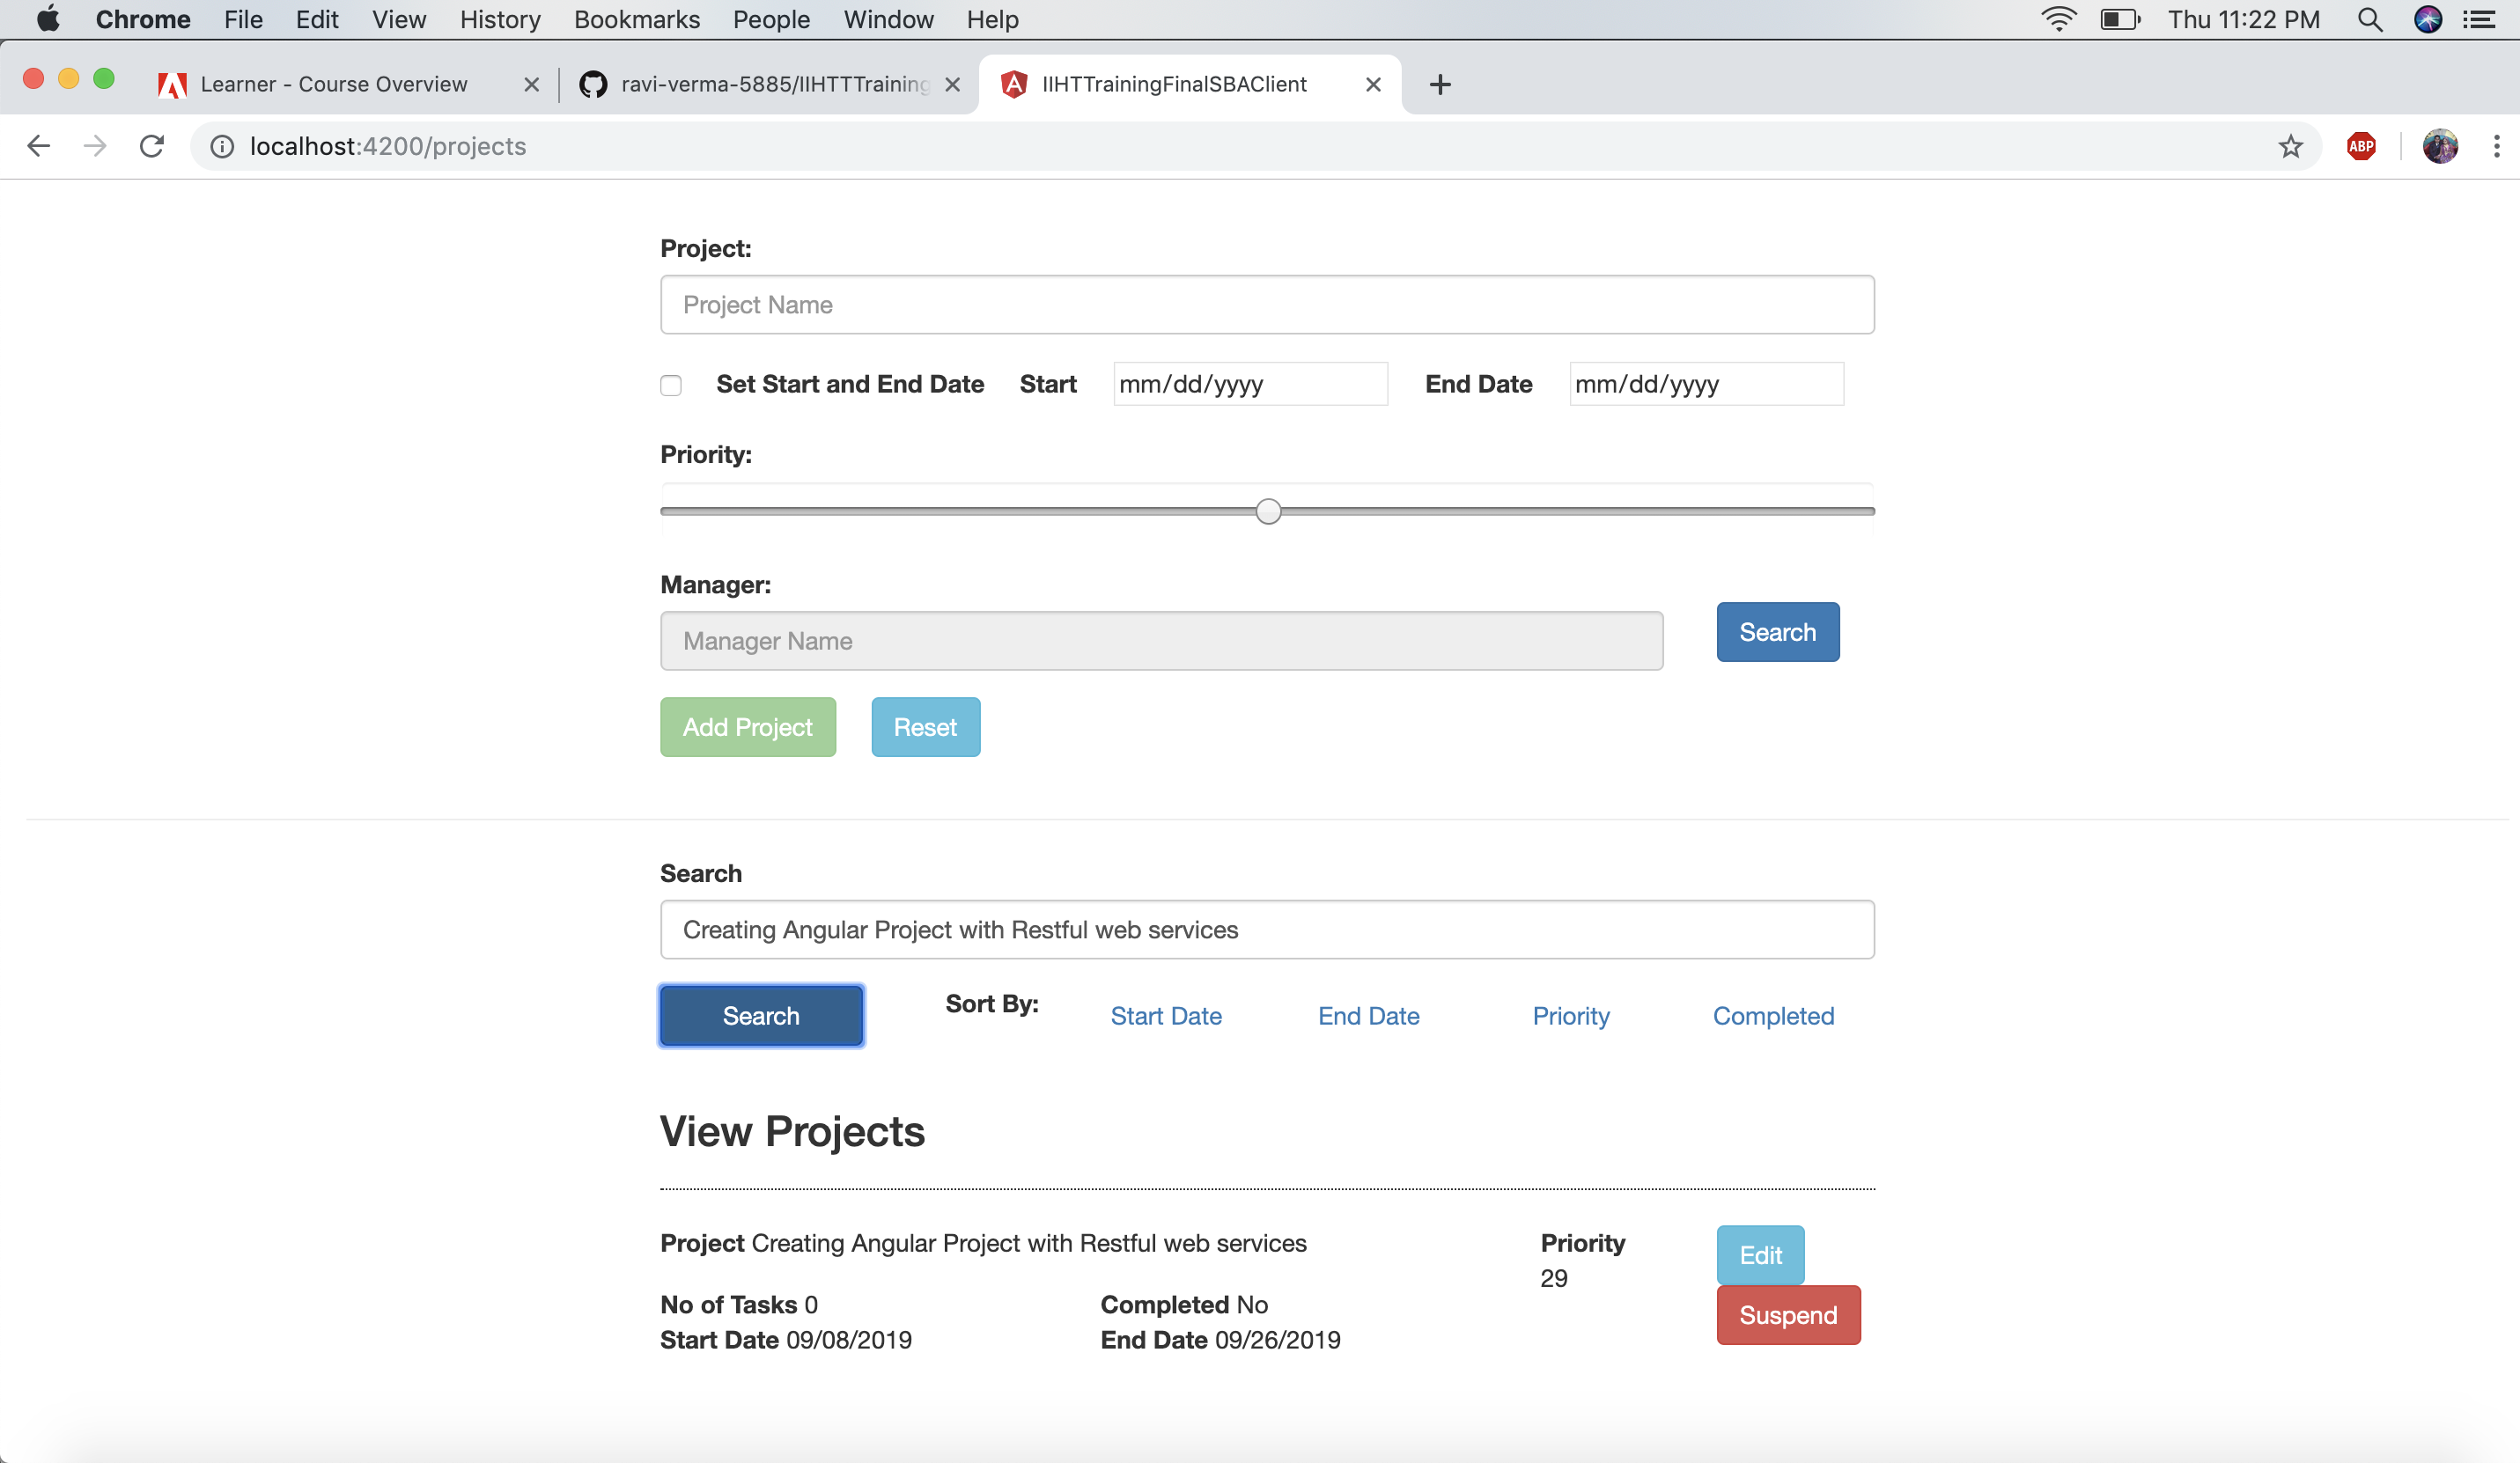 Chrome File Edit View History Bookmarks People Window Help Thu 11:22 PM
Learner - Course Overview ravi-verma-5885/IIHTTTraining IIHTTrainingFinalSBAClient
localhost:4200/projects ABP
Project:
Project Name
Set Start and End Date Start mm/dd/yyyy End Date mm/dd/yyyy
Priority:
Manager:
Manager Name Search
Add Project Reset
Search
Creating Angular Project with Restful web services
Search Sort By: Start Date End Date Priority Completed
View Projects
Project Creating Angular Project with Restful web services Priority Edit
29
No of Tasks 0 Completed No Suspend
Start Date 09/08/2019 End Date 09/26/2019